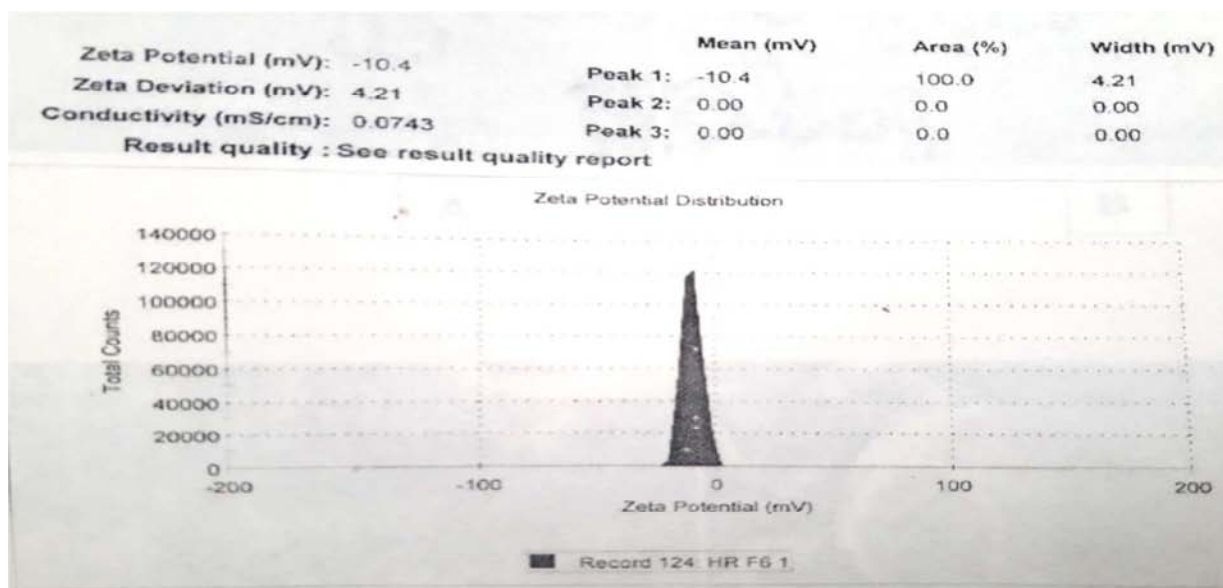 Mean (mV) Area (%) Width (mV)
Zeta Potential (mV): -10.4 Peak 1: -10.4 100.0 4.21
Zeta Deviation (mV): 4.21 Peak 2: 0.00 0.0 0.00
Conductivity (mS/cm): 0.0743 Peak 3: 0.00 0.0 0.00
Result quality : See result quality report
Zeta Potential Distribution
Total Counts
140000
120000
100000
80000
60000
40000
20000
0
-200 -100 0 100 200
Zeta Potential (mV)
Record 124: HR F6 1